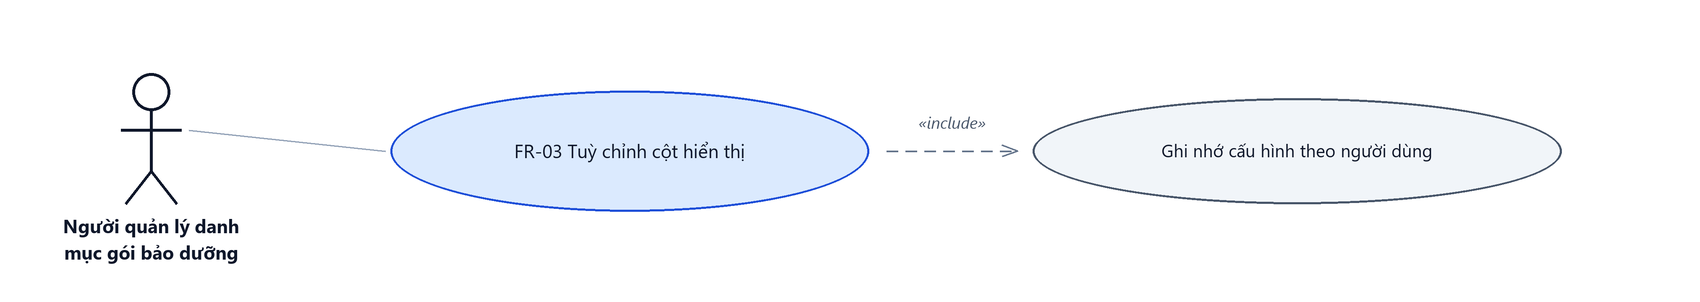 «include»
FR-03 Tuỳ chỉnh cột hiển thị
Ghi nhớ cấu hình theo người dùng
Người quản lý danh
mục gói bảo dưỡng